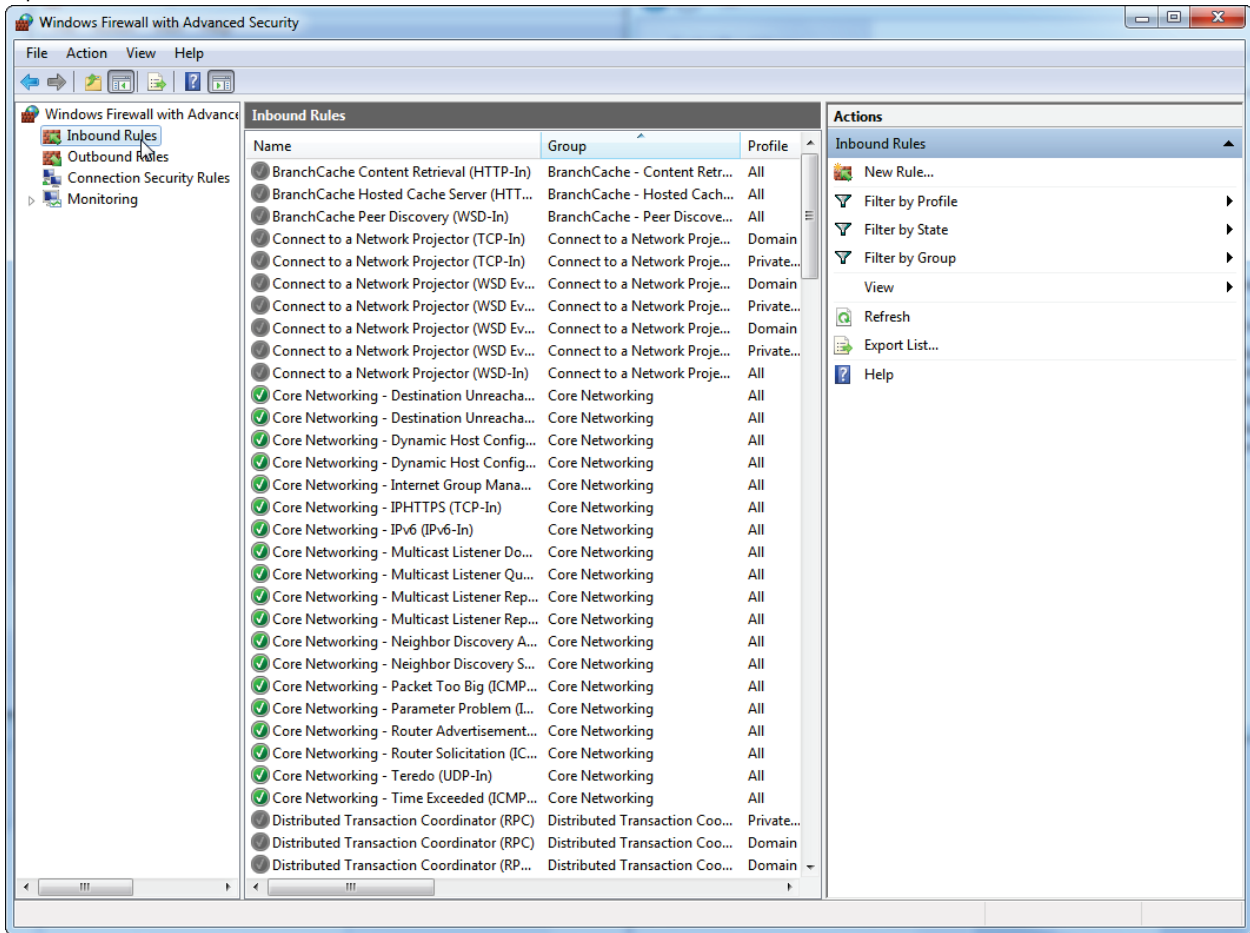 Windows Firewall with Advanced Security
File Action View Help
Windows Firewall with Advance
Inbound Rules
Outbound Rules
Connection Security Rules
Monitoring
Inbound Rules
Name Group Profile
BranchCache Content Retrieval (HTTP-In) BranchCache - Content Retr... All
BranchCache Hosted Cache Server (HTT... BranchCache - Hosted Cach... All
BranchCache Peer Discovery (WSD-In) BranchCache - Peer Discove... All
Connect to a Network Projector (TCP-In) Connect to a Network Proje... Domain
Connect to a Network Projector (TCP-In) Connect to a Network Proje... Private...
Connect to a Network Projector (WSD Ev... Connect to a Network Proje... Domain
Connect to a Network Projector (WSD Ev... Connect to a Network Proje... Private...
Connect to a Network Projector (WSD Ev... Connect to a Network Proje... Domain
Connect to a Network Projector (WSD Ev... Connect to a Network Proje... Private...
Connect to a Network Projector (WSD-In) Connect to a Network Proje... All
Core Networking - Destination Unreacha... Core Networking All
Core Networking - Destination Unreacha... Core Networking All
Core Networking - Dynamic Host Config... Core Networking All
Core Networking - Dynamic Host Config... Core Networking All
Core Networking - Internet Group Mana... Core Networking All
Core Networking - IPHTTPS (TCP-In) Core Networking All
Core Networking - IPv6 (IPv6-In) Core Networking All
Core Networking - Multicast Listener Do... Core Networking All
Core Networking - Multicast Listener Qu... Core Networking All
Core Networking - Multicast Listener Rep... Core Networking All
Core Networking - Multicast Listener Rep... Core Networking All
Core Networking - Neighbor Discovery A... Core Networking All
Core Networking - Neighbor Discovery S... Core Networking All
Core Networking - Packet Too Big (ICMP... Core Networking All
Core Networking - Parameter Problem (I... Core Networking All
Core Networking - Router Advertisement... Core Networking All
Core Networking - Router Solicitation (IC... Core Networking All
Core Networking - Teredo (UDP-In) Core Networking All
Core Networking - Time Exceeded (ICMP... Core Networking All
Distributed Transaction Coordinator (RPC) Distributed Transaction Coo... Private...
Distributed Transaction Coordinator (RPC) Distributed Transaction Coo... Domain
Distributed Transaction Coordinator (RP... Distributed Transaction Coo... Domain
Actions
Inbound Rules
New Rule...
Filter by Profile
Filter by State
Filter by Group
View
Refresh
Export List...
Help